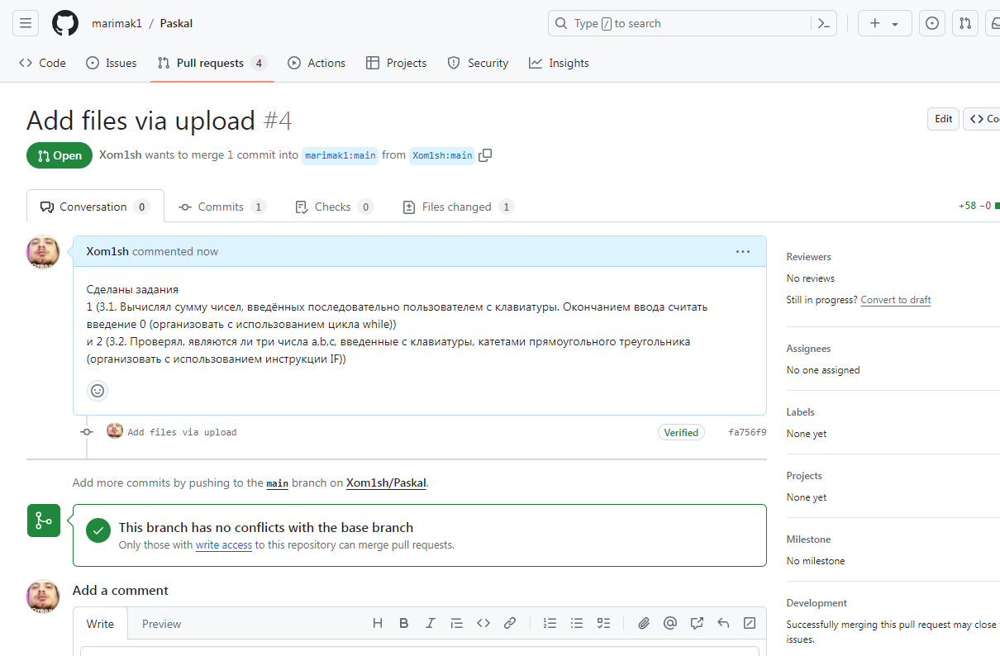 marimak1 / Paskal
Type / to search
Code
Issues
Pull requests 4
Actions
Projects
Security
Insights
Add files via upload #4
Edit
Open
Xom1sh wants to merge 1 commit into marimak1:main from Xom1sh:main
Conversation 0
Commits 1
Checks 0
Files changed 1
+58 −0
Xom1sh commented now
Сделаны задания
1 (3.1. Вычислял сумму чисел, введённых последовательно пользователем с клавиатуры. Окончанием ввода считать
введение 0 (организовать с использованием цикла while))
и 2 (3.2. Проверял, являются ли три числа a,b,c, введенные с клавиатуры, катетами прямоугольного треугольника
(организовать с использованием инструкции IF))
Add files via upload
Verified
fa756f9
Add more commits by pushing to the main branch on Xom1sh/Paskal.
This branch has no conflicts with the base branch
Only those with write access to this repository can merge pull requests.
Add a comment
Write
Preview
Reviewers
No reviews
Still in progress? Convert to draft
Assignees
No one assigned
Labels
None yet
Projects
None yet
Milestone
No milestone
Development
Successfully merging this pull request may close
issues.